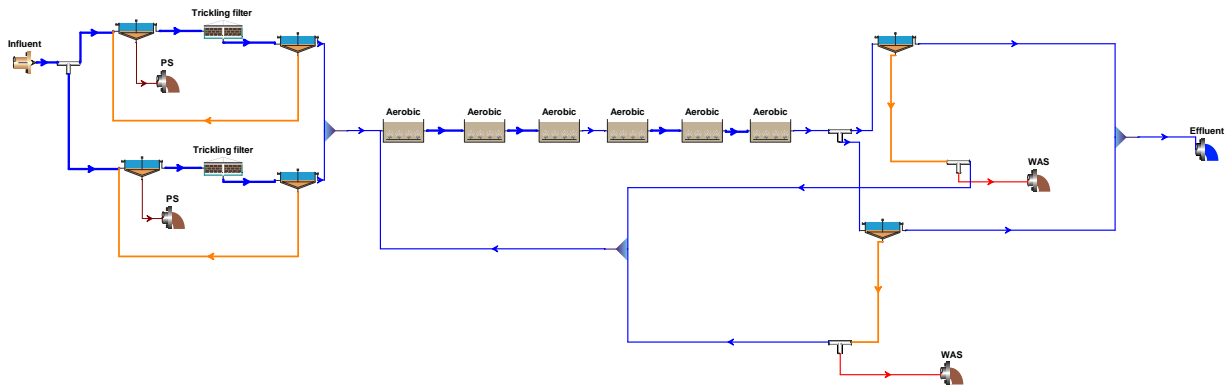 Trickling filter
Influent
PS
Aerobic
Aerobic
Aerobic
Aerobic
Aerobic
Aerobic
Effluent
Trickling filter
WAS
PS
WAS